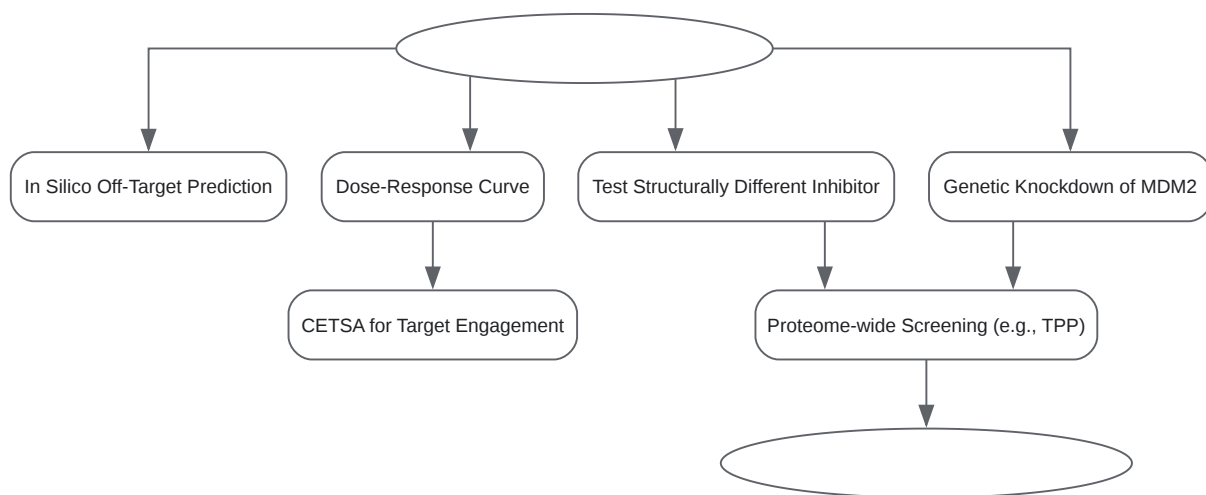 In Silico Off-Target Prediction
Dose-Response Curve
Test Structurally Different Inhibitor
Genetic Knockdown of MDM2
CETSA for Target Engagement
Proteome-wide Screening (e.g., TPP)